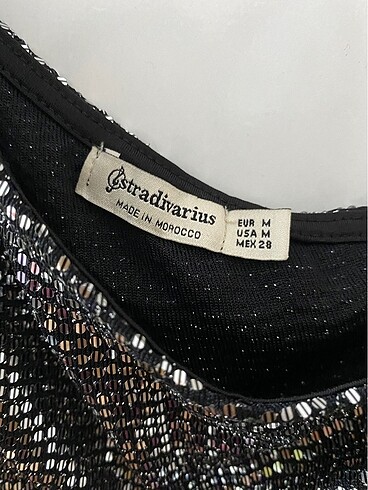 Stradivarius
MADE IN MOROCCO
EUR M
USA M
MEX 28